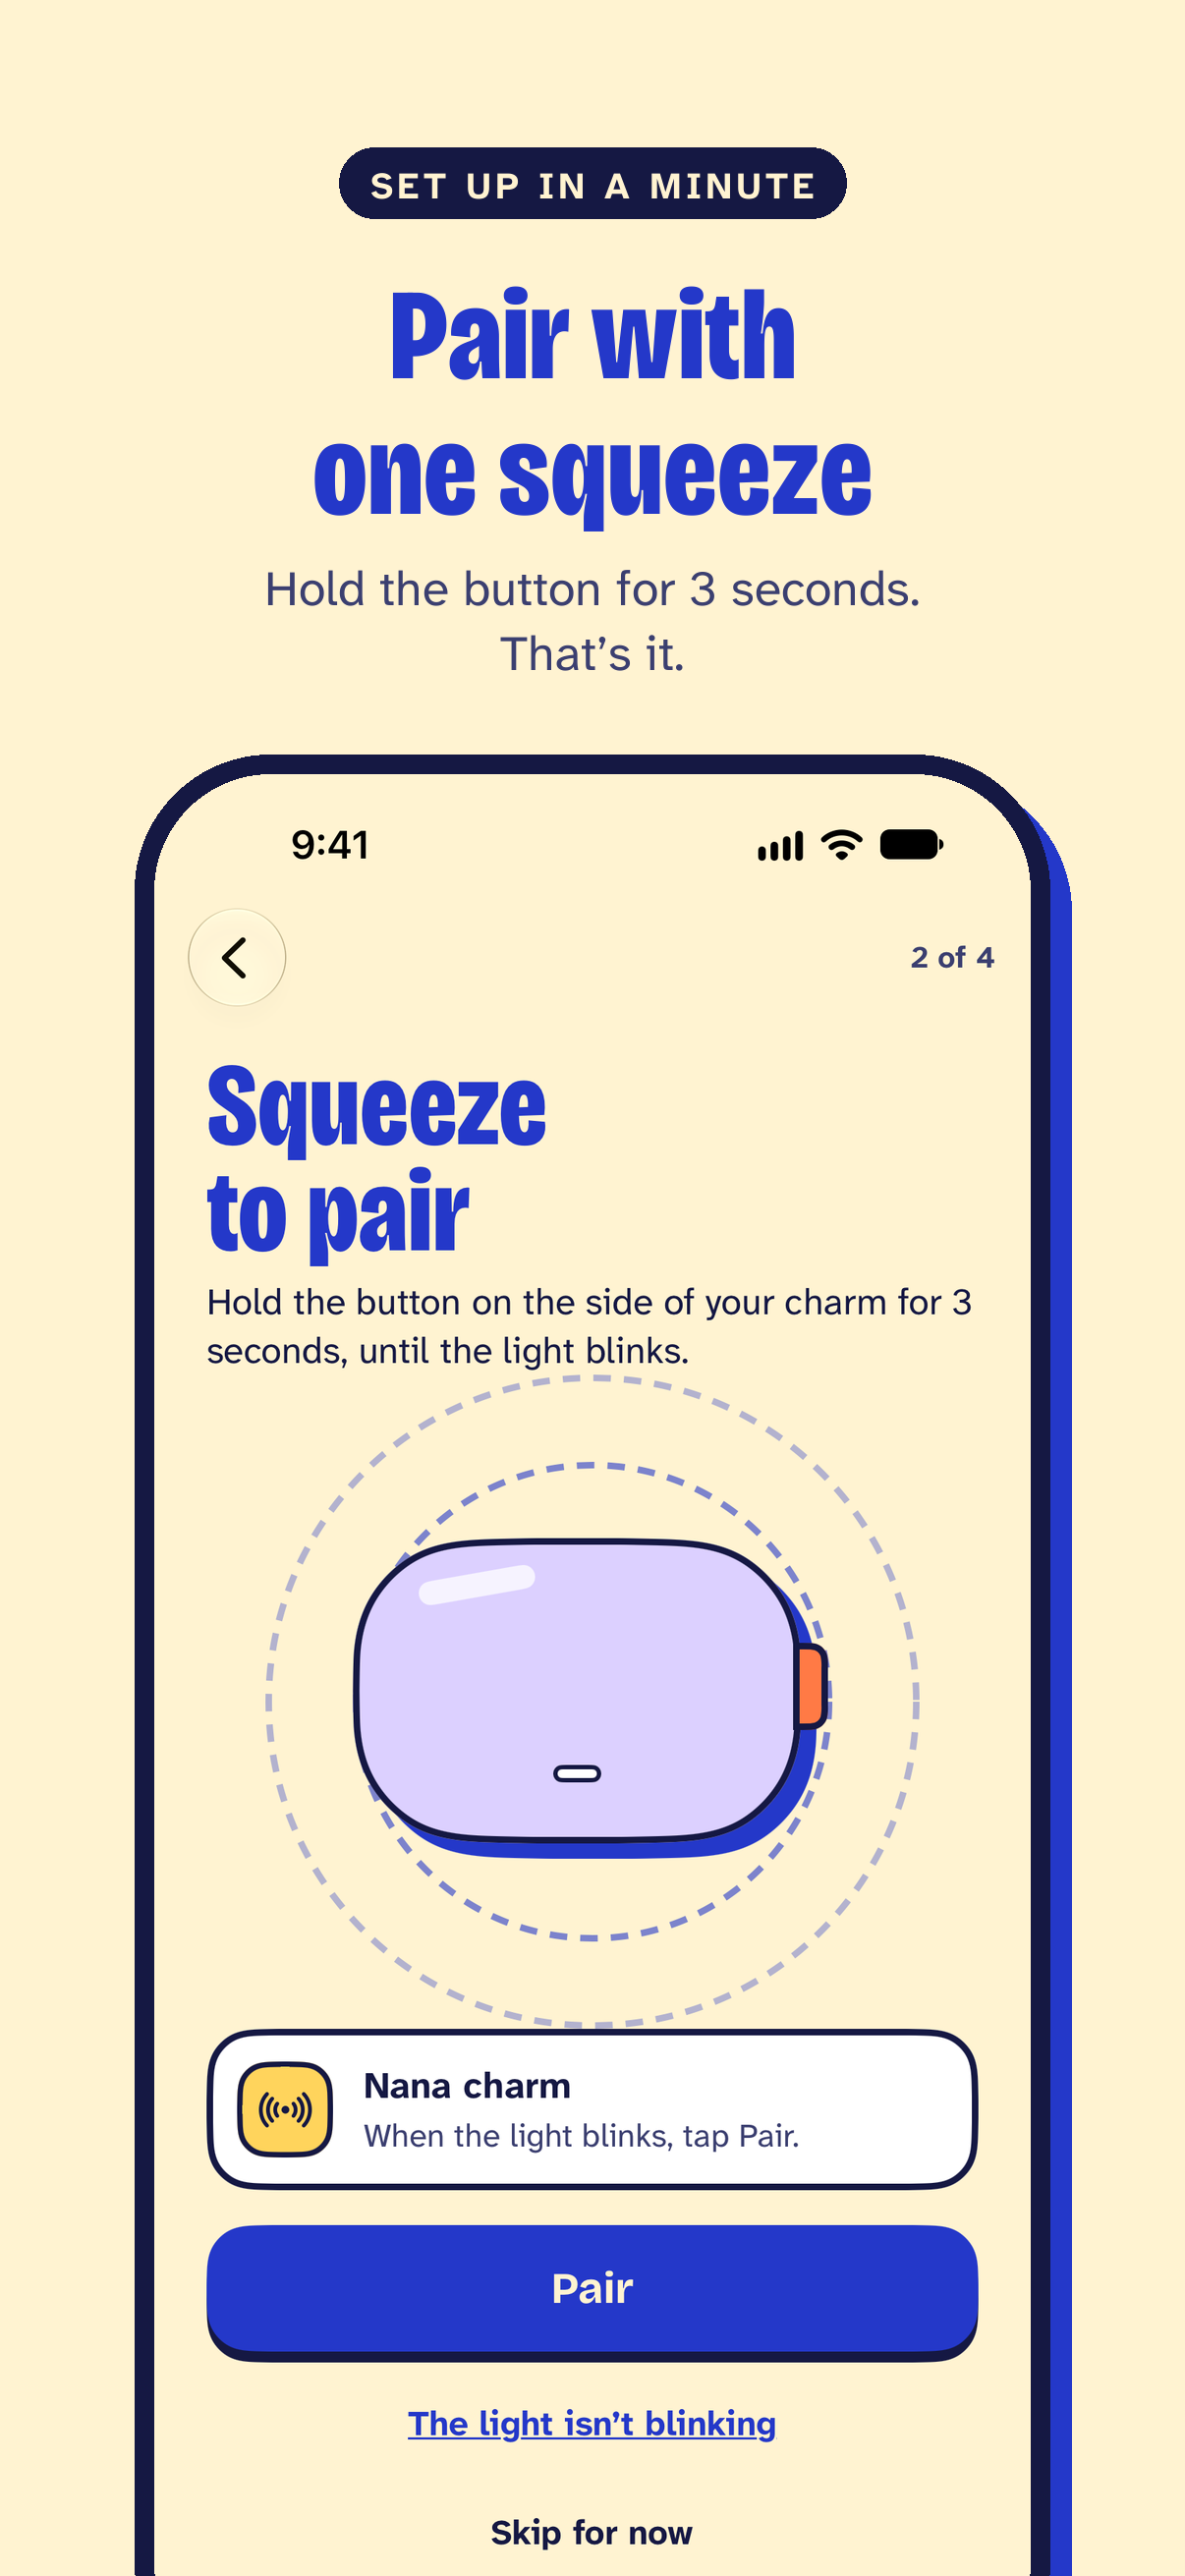 SET UP IN A MINUTE
Pair with
one squeeze
Hold the button for 3 seconds.
That’s it.
9:41
2 of 4
Squeeze
to pair
Hold the button on the side of your charm for 3
seconds, until the light blinks.
Nana charm
When the light blinks, tap Pair.
Pair
The light isn’t blinking
Skip for now